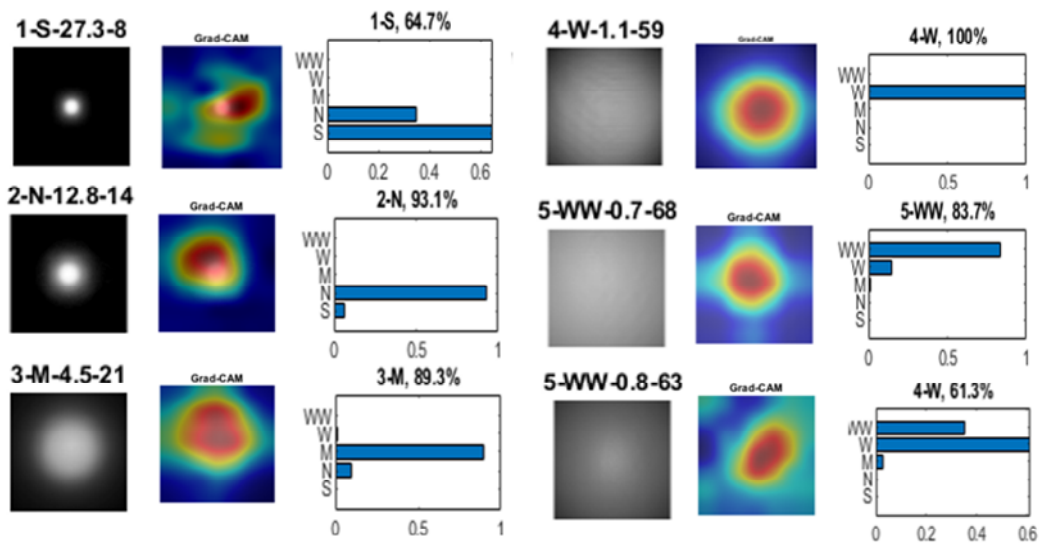 1-S-27.3-8
Grad-CAM
1-S, 64.7%
WW
W
M
N
S
0 0.2 0.4 0.6
2-N-12.8-14
Grad-CAM
2-N, 93.1%
WW
W
M
N
S
0 0.5 1
3-M-4.5-21
Grad-CAM
3-M, 89.3%
WW
W
M
N
S
0 0.5 1
4-W-1.1-59
Grad-CAM
4-W, 100%
WW
W
M
N
S
0 0.5 1
5-WW-0.7-68
Grad-CAM
5-WW, 83.7%
WW
W
M
N
S
0 0.5 1
5-WW-0.8-63
Grad-CAM
4-W, 61.3%
WW
W
M
N
S
0 0.2 0.4 0.6